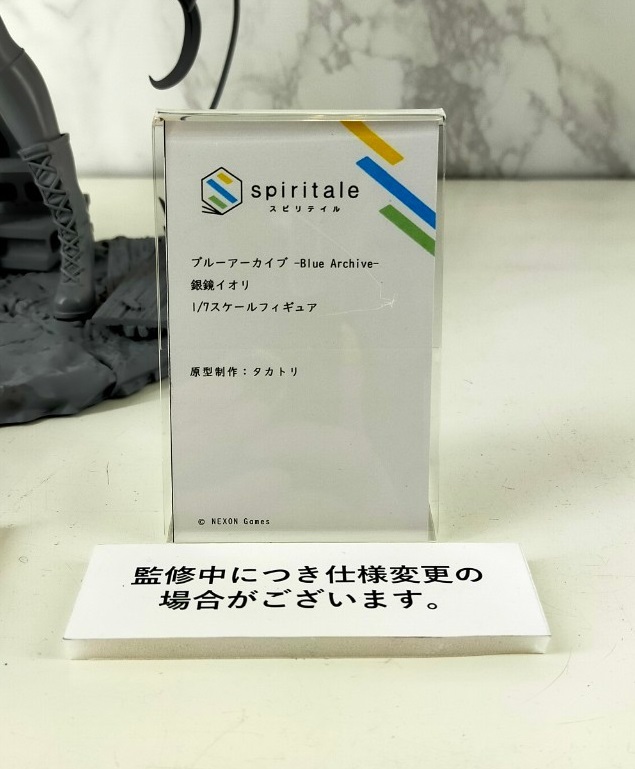 spiritale
スピリテイル
ブルーアーカイブ -Blue Archive-
銀鏡イオリ
1/7スケールフィギュア
原型制作：タカトリ
© NEXON Games
監修中につき仕様変更の
場合がございます。